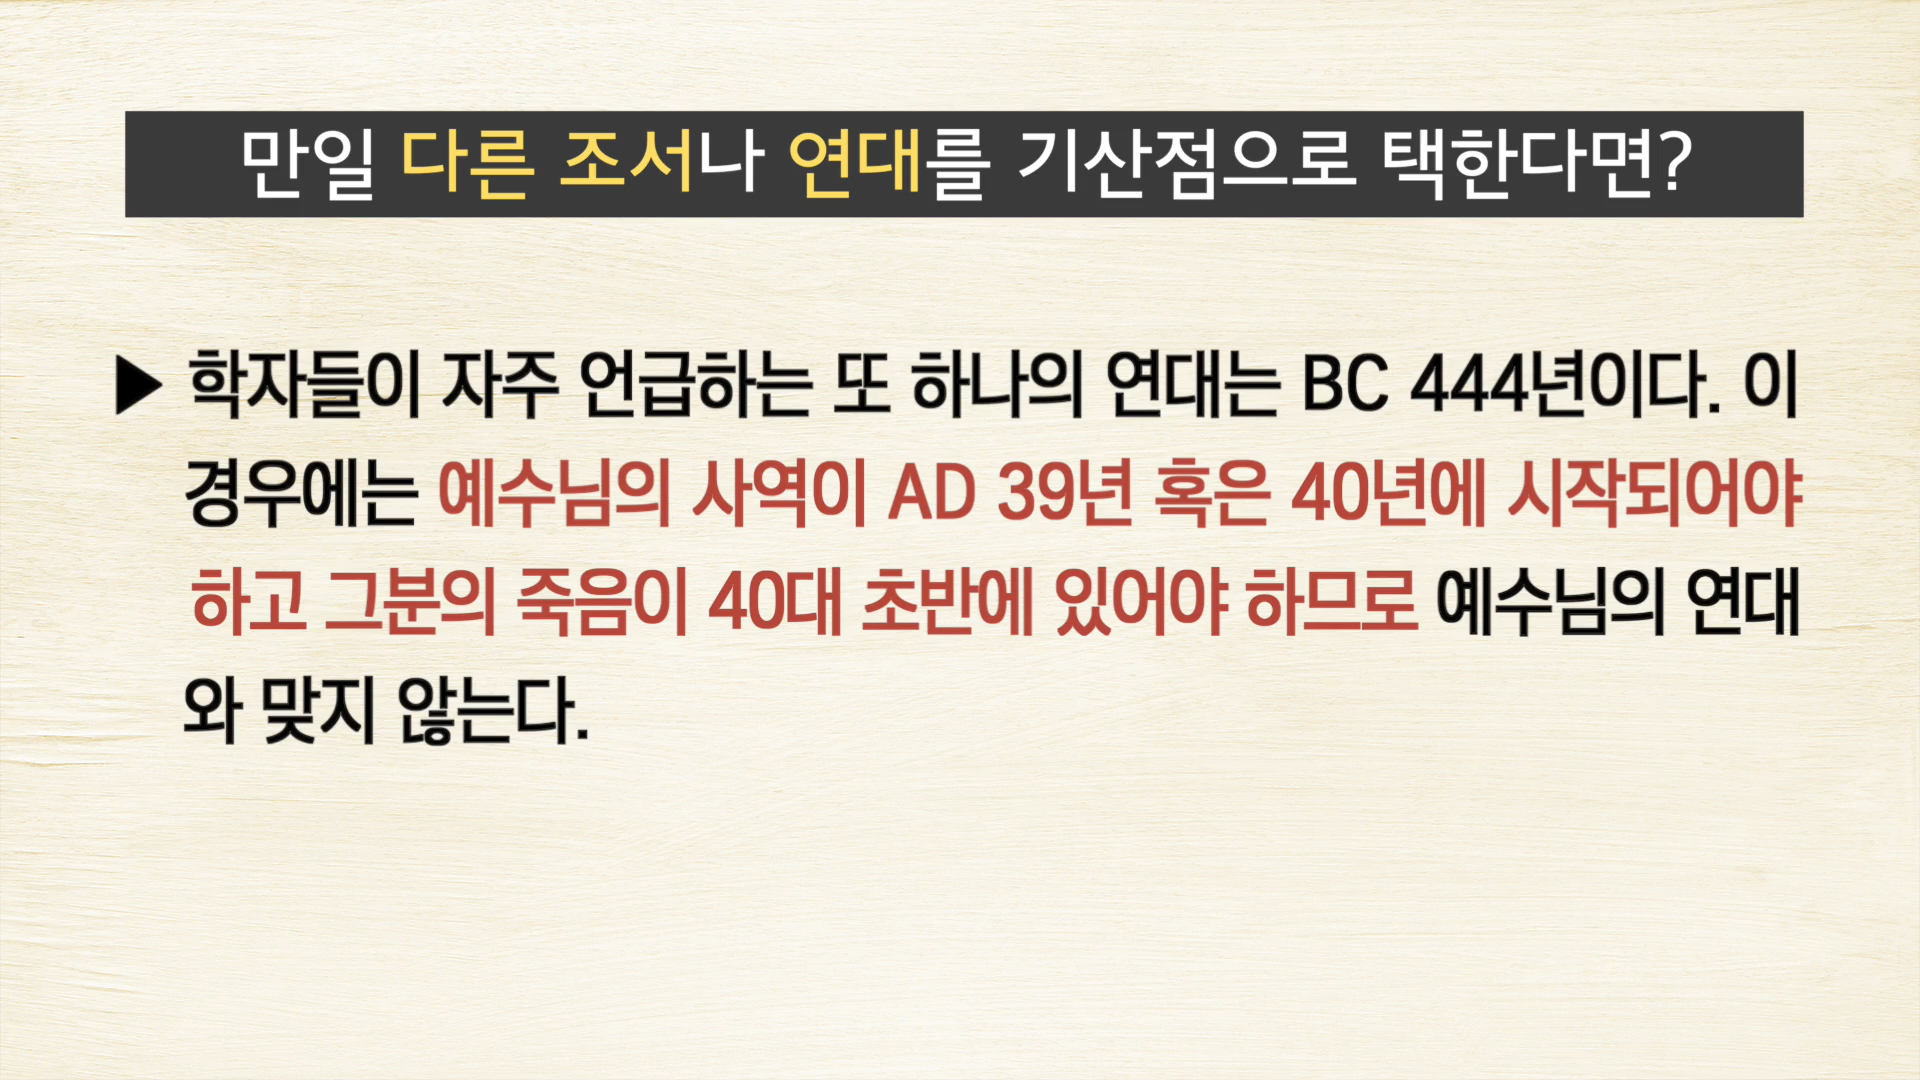 만일 다른 조서나 연대를 기산점으로 택한다면?
▶ 학자들이 자주 언급하는 또 하나의 연대는 BC 444년이다. 이
경우에는 예수님의 사역이 AD 39년 혹은 40년에 시작되어야
하고 그분의 죽음이 40대 초반에 있어야 하므로 예수님의 연대
와 맞지 않는다.